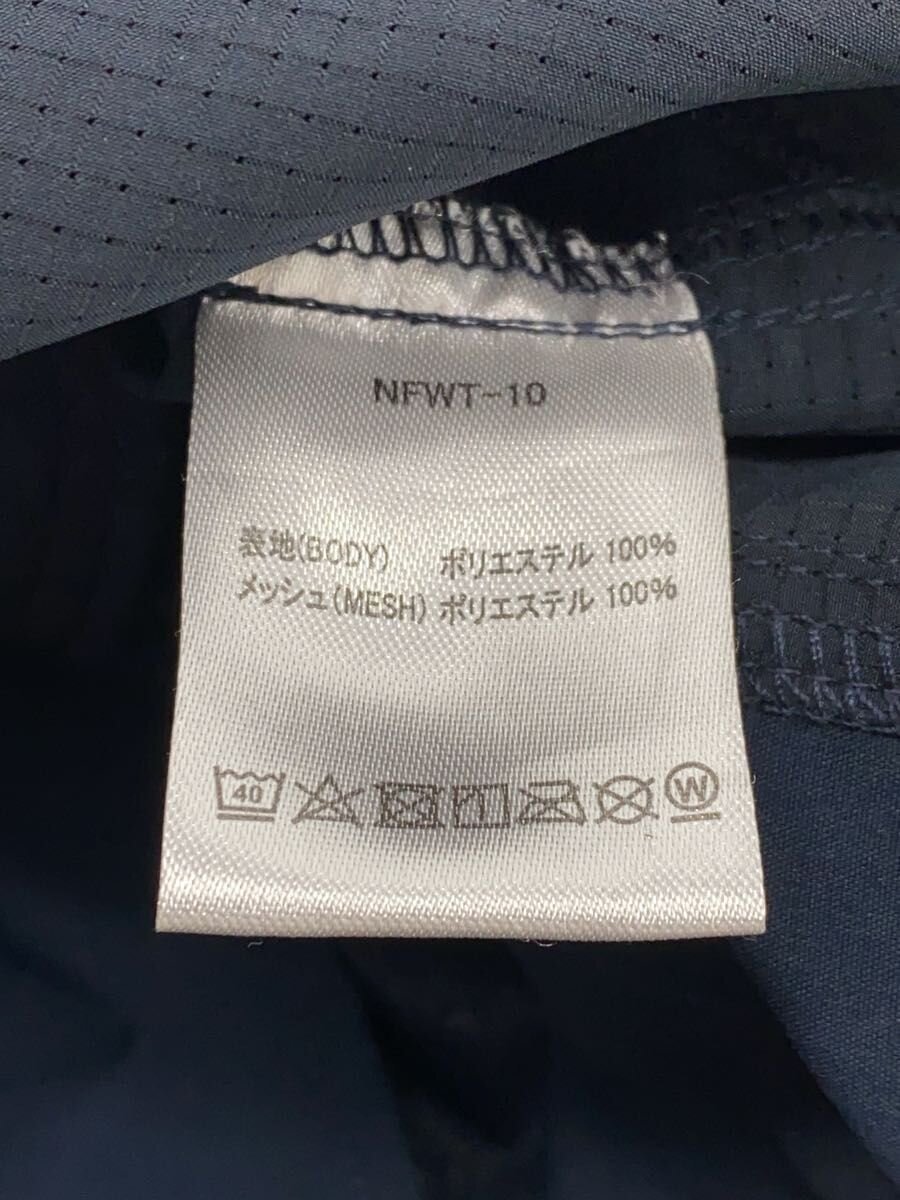 NFWT-10
表地(BODY) ポリエステル 100%
メッシュ(MESH) ポリエステル 100%
40 W